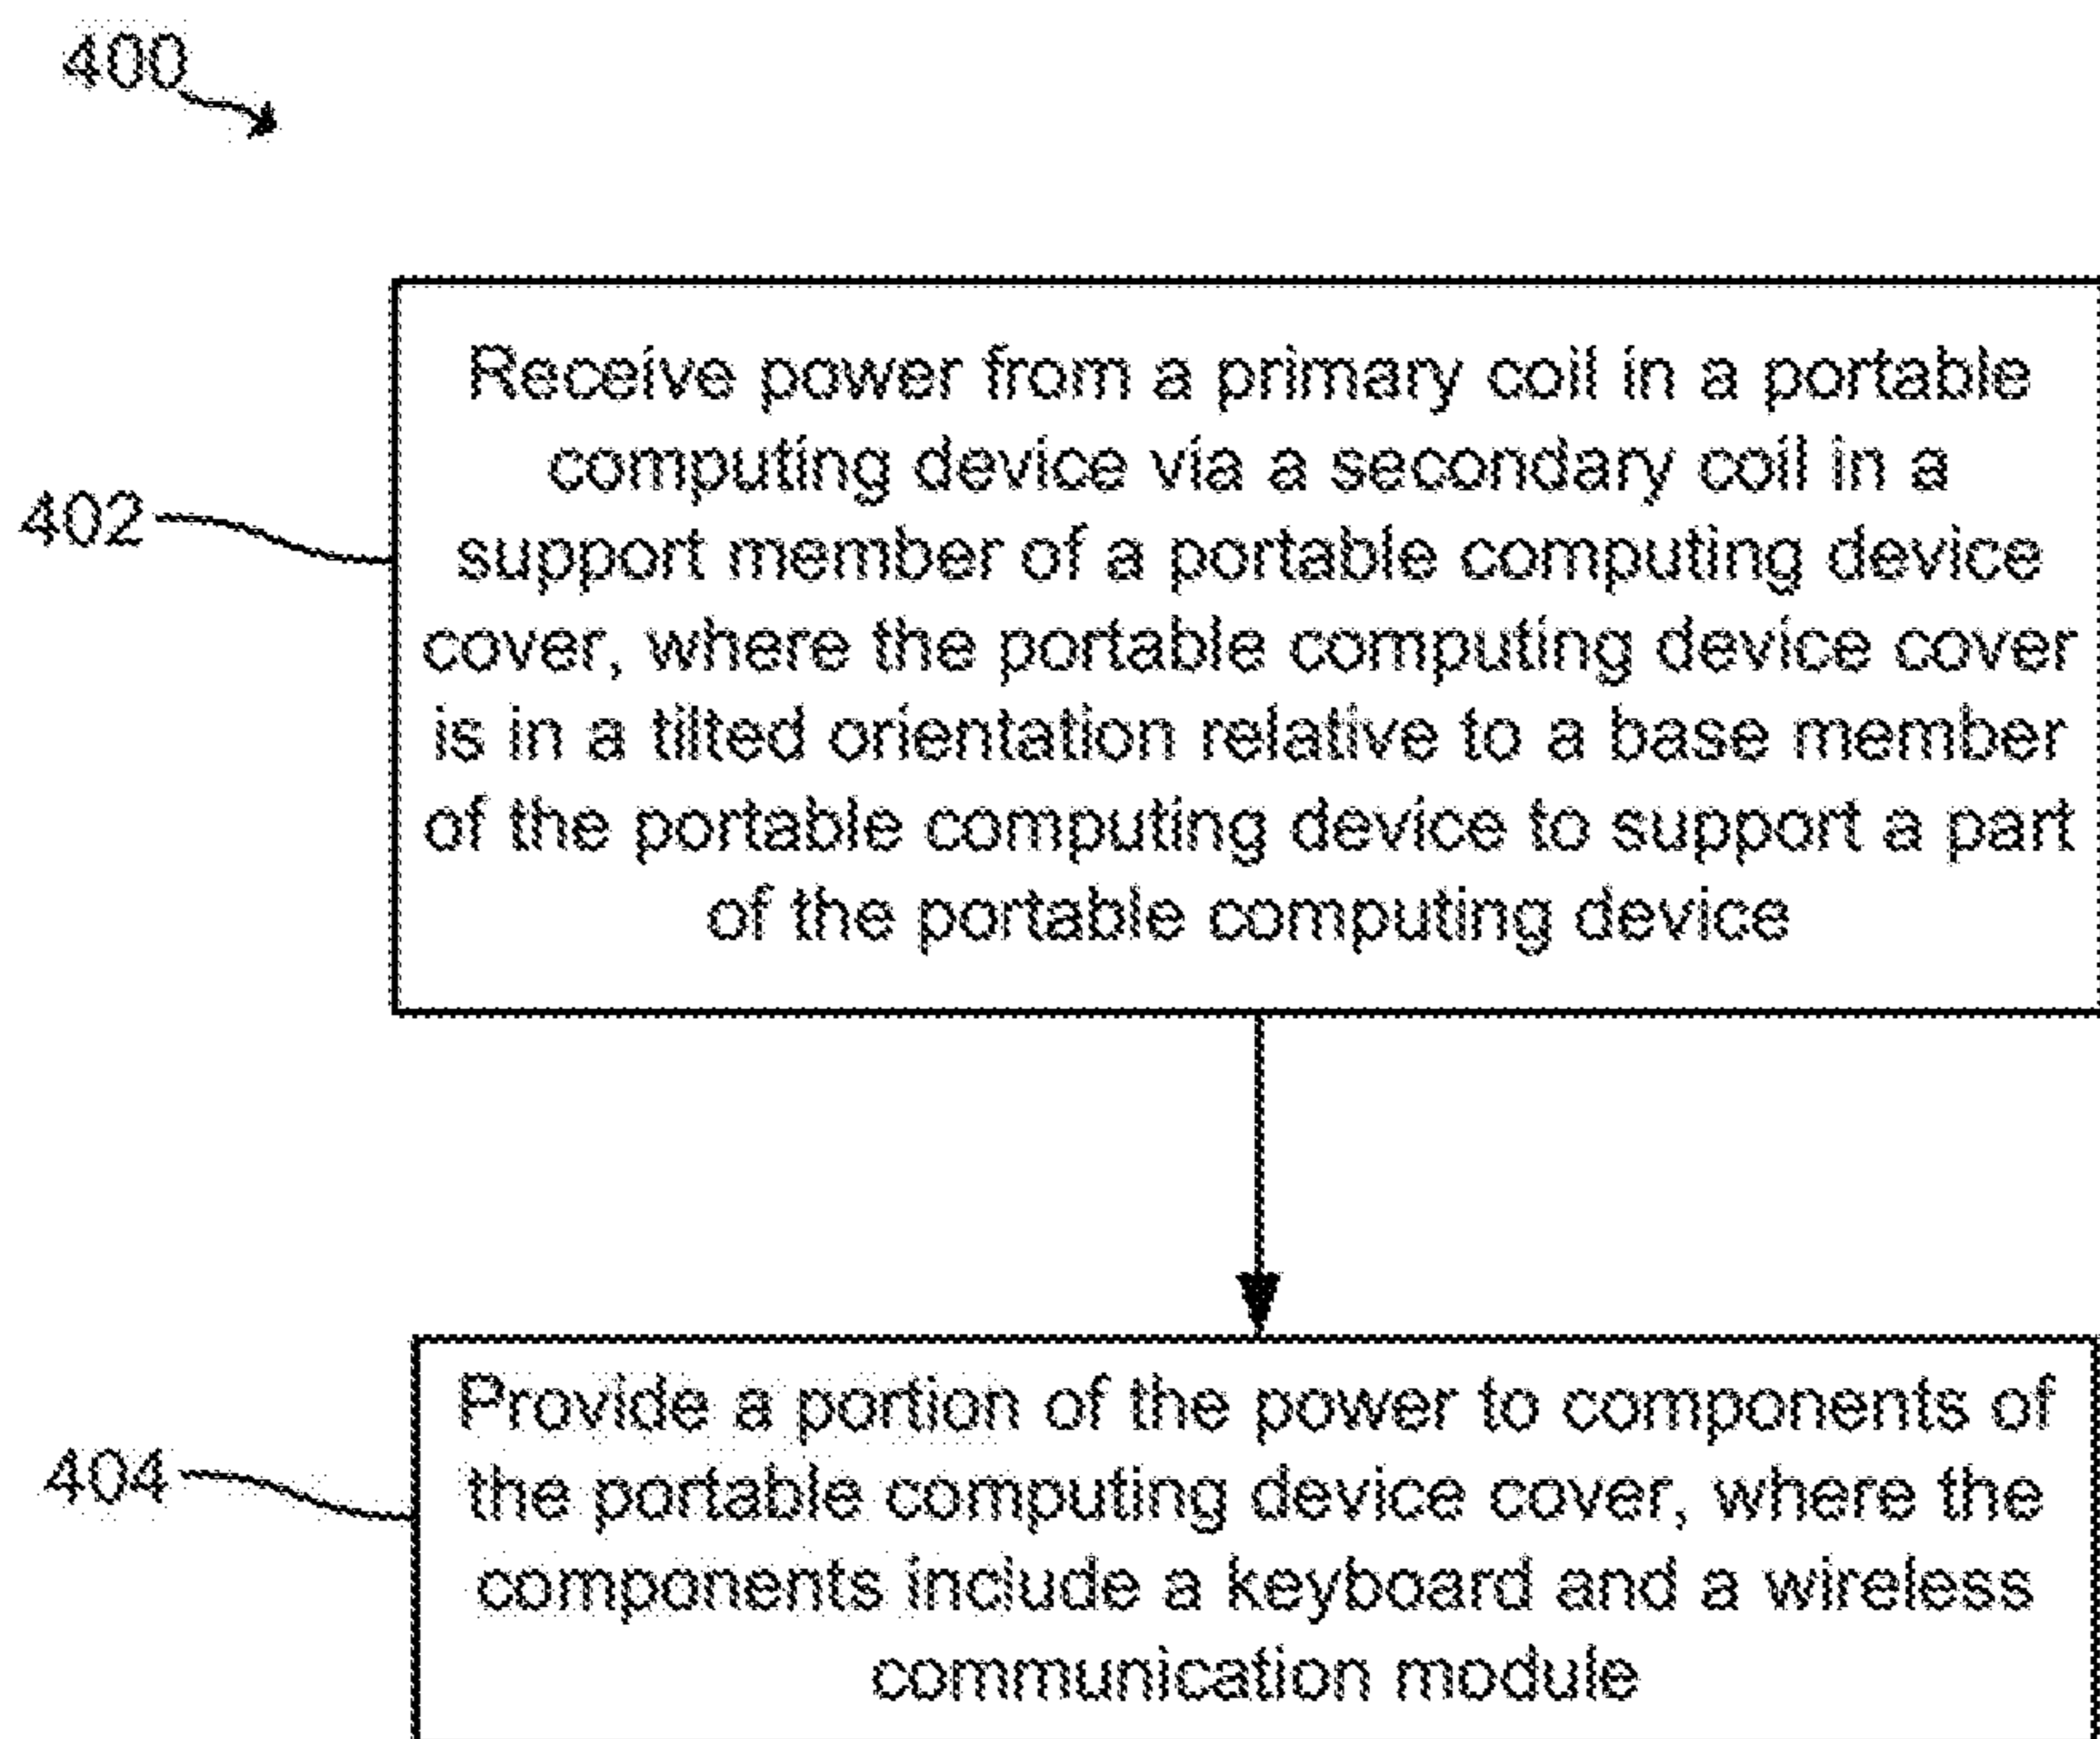 400
402
Receive power from a primary coil in a portable
computing device via a secondary coil in a
support member of a portable computing device
cover, where the portable computing device cover
is in a tilted orientation relative to a base member
of the portable computing device to support a part
of the portable computing device
404
Provide a portion of the power to components of
the portable computing device cover, where the
components include a keyboard and a wireless
communication module